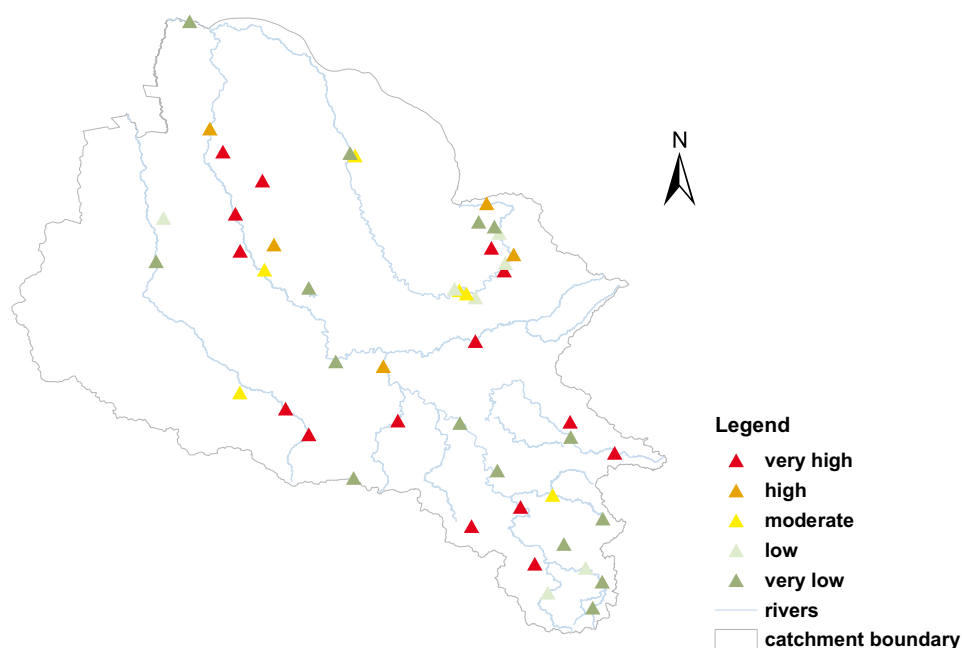 N
Legend
very high
high
moderate
low
very low
rivers
catchment boundary